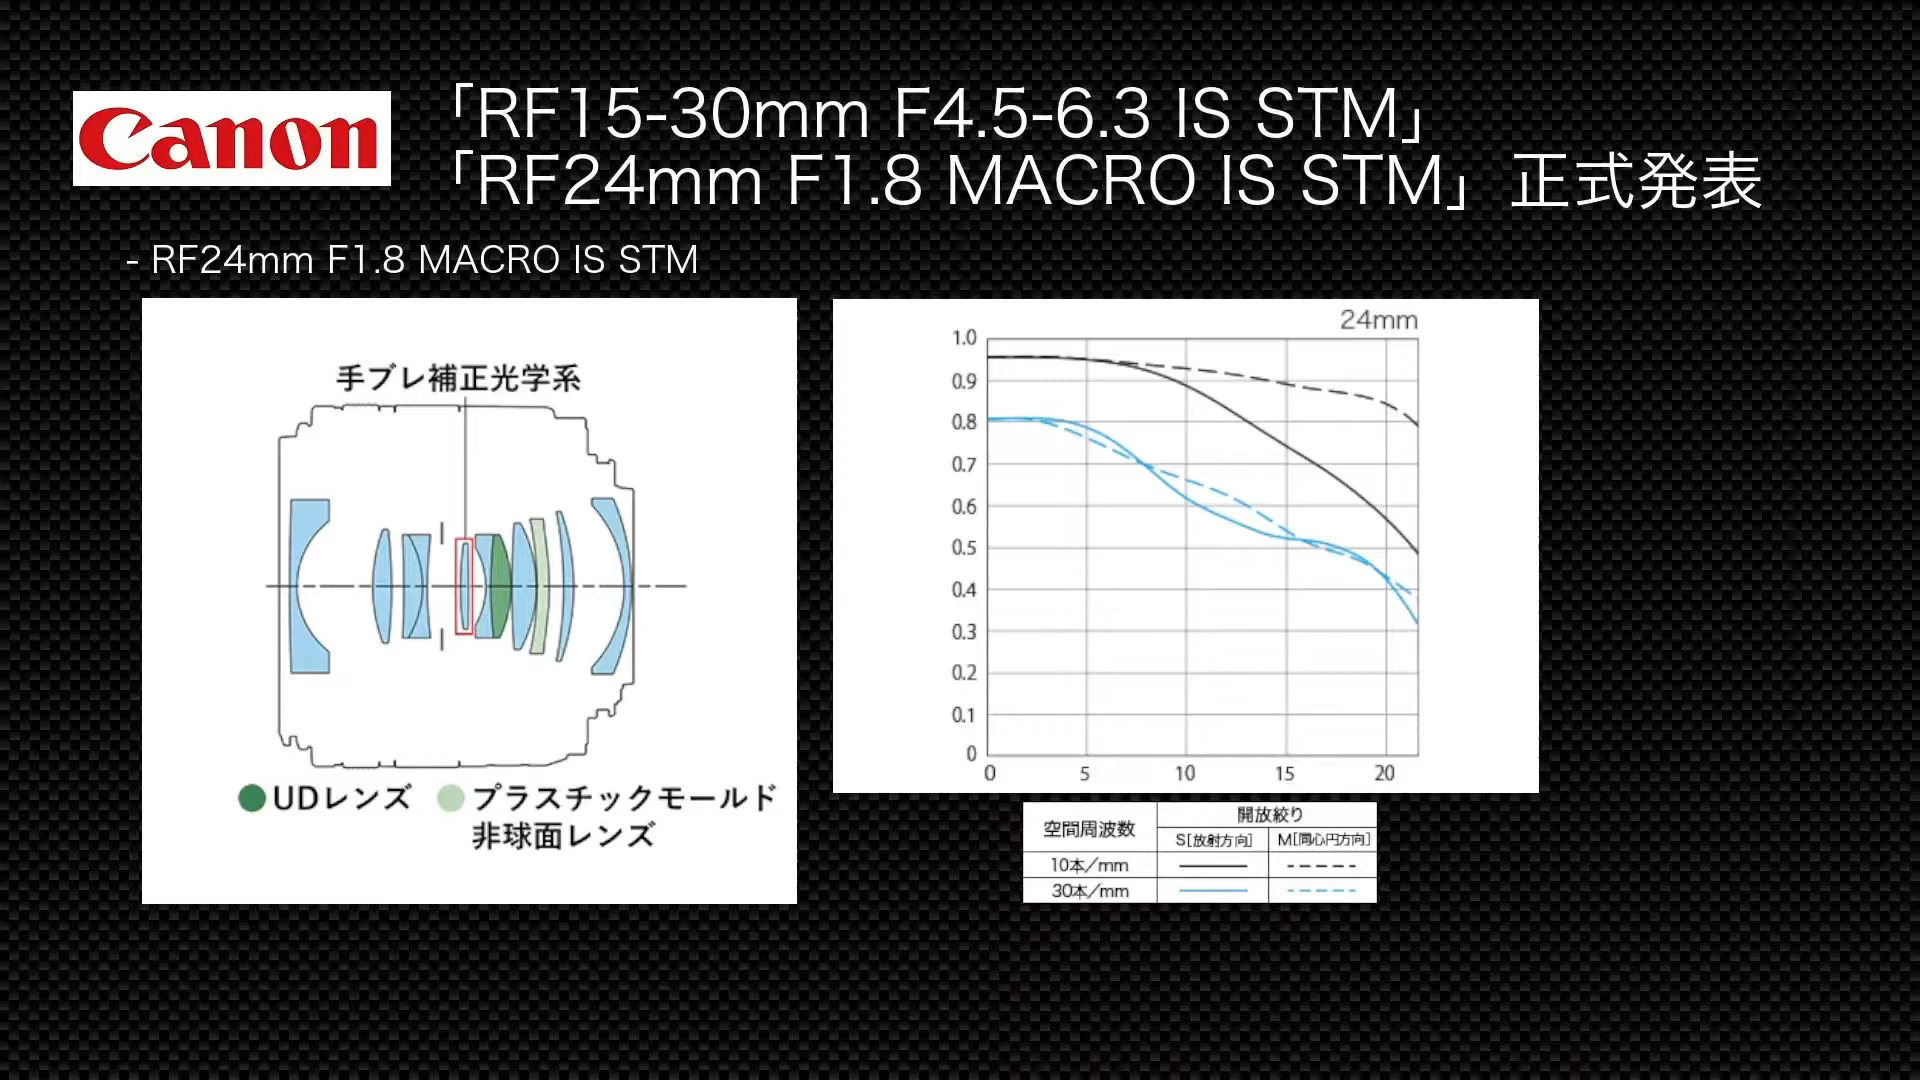 Canon
「RF15-30mm F4.5-6.3 IS STM」
「RF24mm F1.8 MACRO IS STM」正式発表
- RF24mm F1.8 MACRO IS STM
手ブレ補正光学系
UDレンズ
プラスチックモールド
非球面レンズ
24mm
1.0
0.9
0.8
0.7
0.6
0.5
0.4
0.3
0.2
0.1
0
0 5 10 15 20
空間周波数 開放絞り
S[放射方向] M[同心円方向]
10本/mm
30本/mm